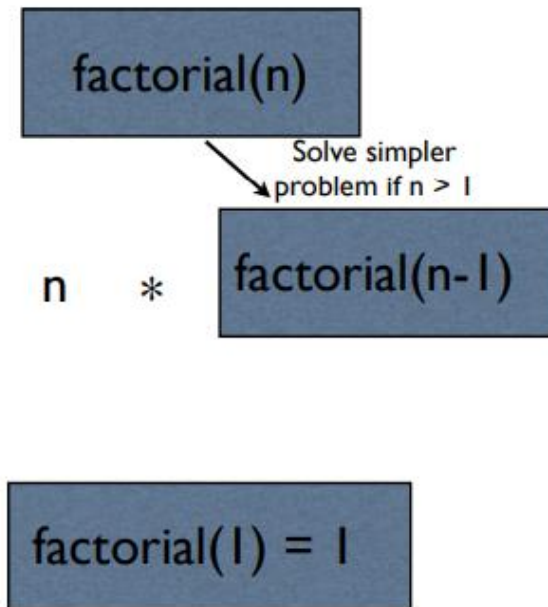 factorial(n)
Solve simpler
problem if n > 1
n * factorial(n-1)
factorial(1) = 1